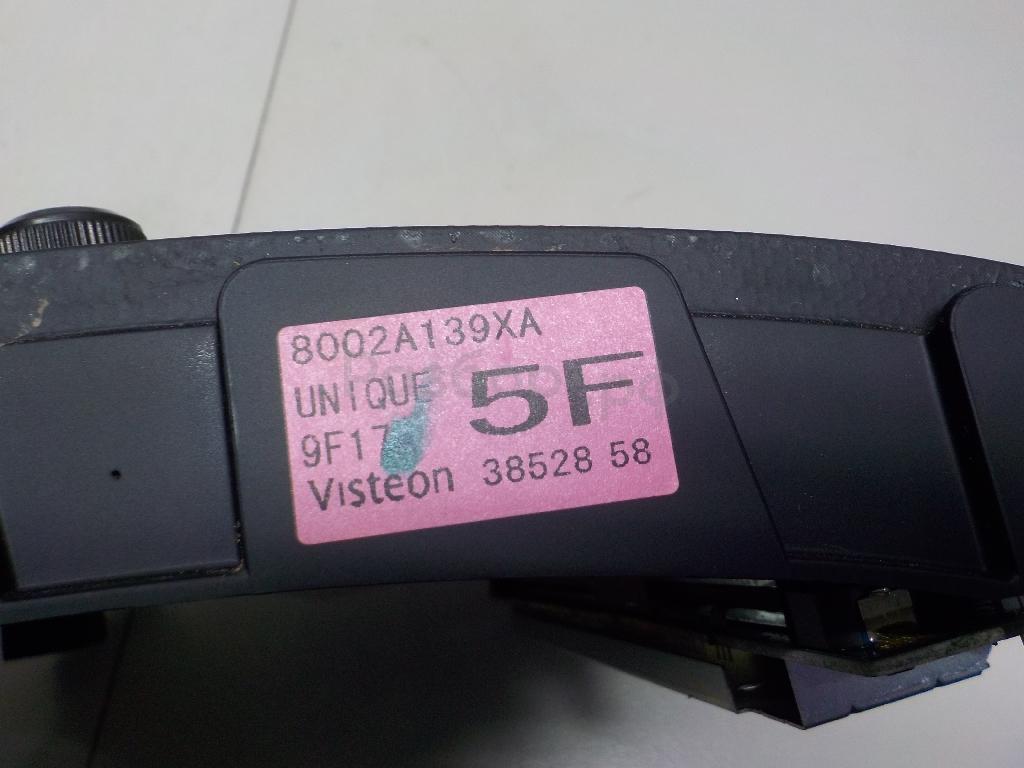 8002A139XA
UNIQUE
5F
9F17
Visteon 38528 58